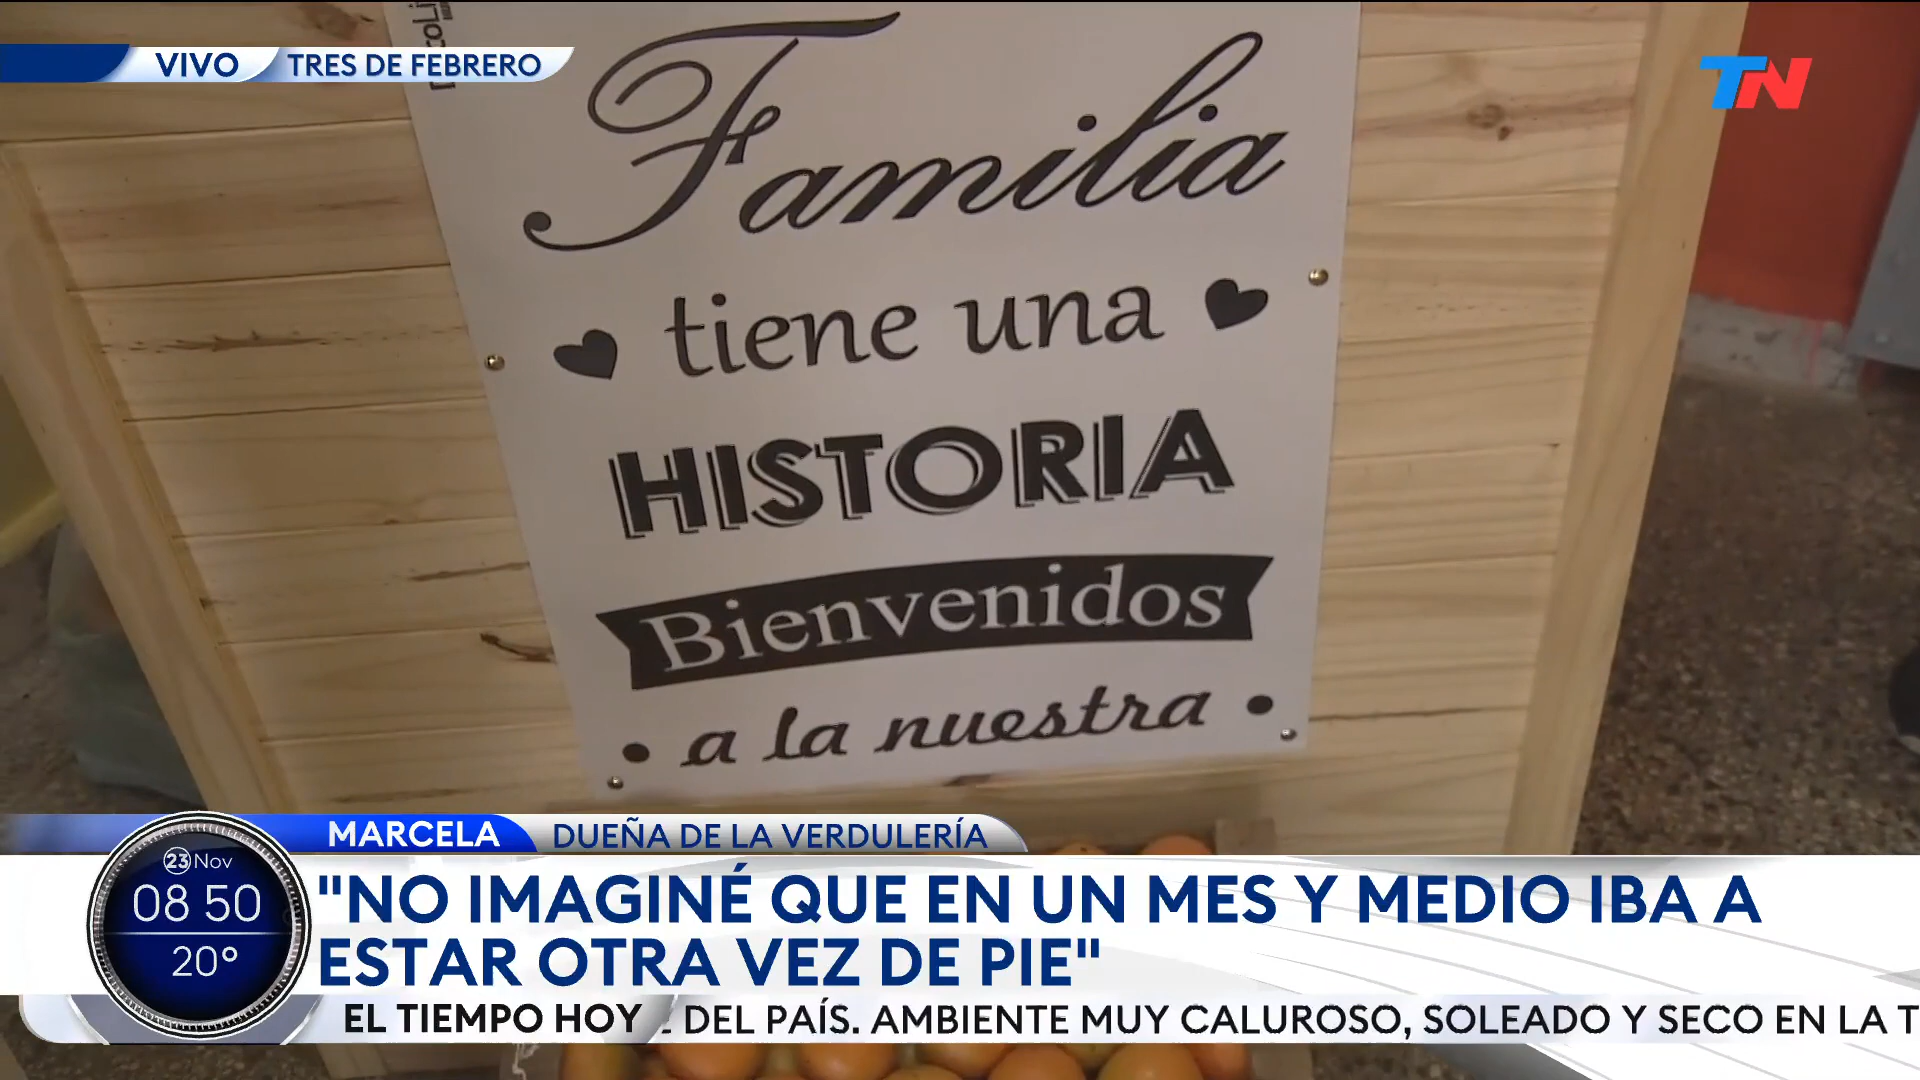 VIVO
TRES DE FEBRERO
TN
Familia
tiene una
HISTORIA
Bienvenidos
• a la nuestra •
MARCELA
DUEÑA DE LA VERDULERÍA
23 Nov
08 50
20°
"NO IMAGINÉ QUE EN UN MES Y MEDIO IBA A
ESTAR OTRA VEZ DE PIE"
EL TIEMPO HOY
DEL PAÍS. AMBIENTE MUY CALUROSO, SOLEADO Y SECO EN LA T